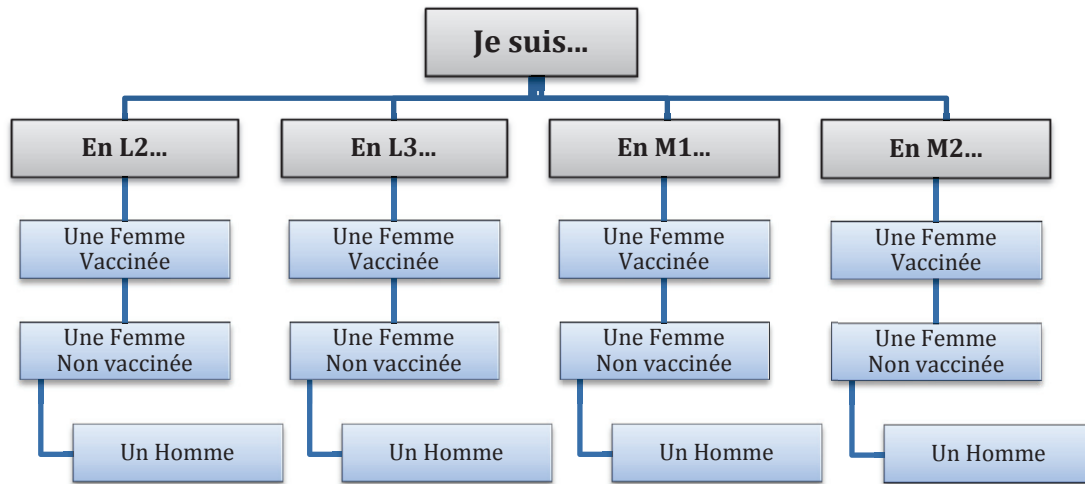 Je suis...
En L2...
En L3...
En M1...
En M2...
Une Femme
Vaccinée
Une Femme
Vaccinée
Une Femme
Vaccinée
Une Femme
Vaccinée
Une Femme
Non vaccinée
Une Femme
Non vaccinée
Une Femme
Non vaccinée
Une Femme
Non vaccinée
Un Homme
Un Homme
Un Homme
Un Homme